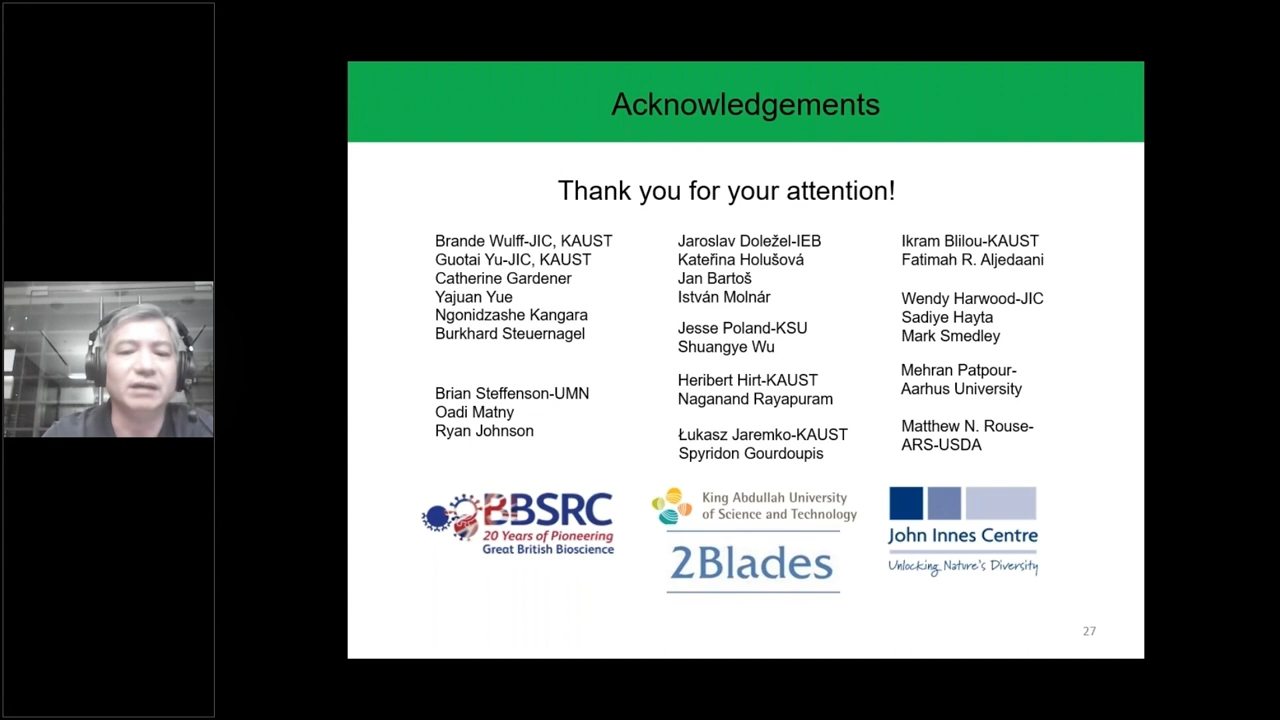 Acknowledgements
Thank you for your attention!
Brande Wulff-JIC, KAUST
Guotai Yu-JIC, KAUST
Catherine Gardener
Yajuan Yue
Ngonidzashe Kangara
Burkhard Steuernagel
Brian Steffenson-UMN
Oadi Matny
Ryan Johnson
Jaroslav Doležel-IEB
Kateřina Holušová
Jan Bartoš
István Molnár
Jesse Poland-KSU
Shuangye Wu
Heribert Hirt-KAUST
Naganand Rayapuram
Łukasz Jaremko-KAUST
Spyridon Gourdoupis
Ikram Blilou-KAUST
Fatimah R. Aljedaani
Wendy Harwood-JIC
Sadiye Hayta
Mark Smedley
Mehran Patpour-
Aarhus University
Matthew N. Rouse-
ARS-USDA
BBSRC
20 Years of Pioneering
Great British Bioscience
King Abdullah University
of Science and Technology
2Blades
John Innes Centre
Unlocking Nature's Diversity
27